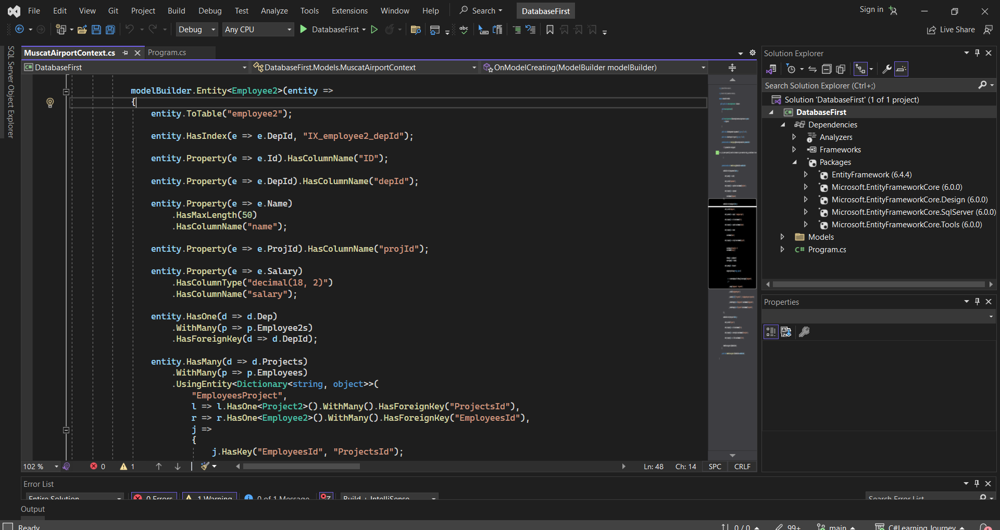 File Edit View Git Project Build Debug Test Analyze Tools Extensions Window Help Search DatabaseFirst Sign in
Debug Any CPU DatabaseFirst Live Share
SQL Server Object Explorer
MuscatAirportContext.cs Program.cs
DatabaseFirst DatabaseFirst.Models.MuscatAirportContext OnModelCreating(ModelBuilder modelBuilder)
modelBuilder.Entity<Employee2>(entity =>
{
entity.ToTable("employee2");
entity.HasIndex(e => e.DepId, "IX_employee2_depId");
entity.Property(e => e.Id).HasColumnName("ID");
entity.Property(e => e.DepId).HasColumnName("depId");
entity.Property(e => e.Name)
.HasMaxLength(50)
.HasColumnName("name");
entity.Property(e => e.ProjId).HasColumnName("projId");
entity.Property(e => e.Salary)
.HasColumnType("decimal(18, 2)")
.HasColumnName("salary");
entity.HasOne(d => d.Dep)
.WithMany(p => p.Employee2s)
.HasForeignKey(d => d.DepId);
entity.HasMany(d => d.Projects)
.WithMany(p => p.Employees)
.UsingEntity<Dictionary<string, object>>(
"EmployeesProject",
l => l.HasOne<Project2>().WithMany().HasForeignKey("ProjectsId"),
r => r.HasOne<Employee2>().WithMany().HasForeignKey("EmployeesId"),
j =>
{
j.HasKey("EmployeesId", "ProjectsId");
102 % 0 1 Ln: 48 Ch: 14 SPC CRLF
Solution Explorer
Search Solution Explorer (Ctrl+;)
Solution 'DatabaseFirst' (1 of 1 project)
DatabaseFirst
Dependencies
Analyzers
Frameworks
Packages
EntityFramework (6.4.4)
Microsoft.EntityFrameworkCore (6.0.0)
Microsoft.EntityFrameworkCore.Design (6.0.0)
Microsoft.EntityFrameworkCore.SqlServer (6.0.0)
Microsoft.EntityFrameworkCore.Tools (6.0.0)
Models
Program.cs
Properties
Error List
Entire Solution 0 Errors 1 Warning 0 of 1 Message Build + IntelliSense Search Error List
Output
Ready 0 / 0 99+ main C#Learning Journey